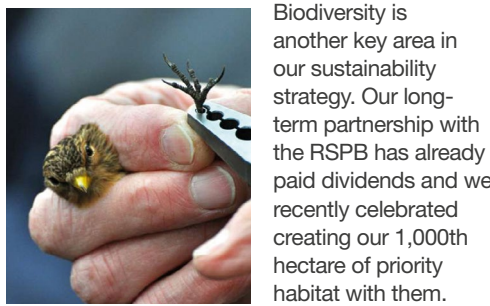 Biodiversity is
another key area in
our sustainability
strategy. Our long-
term partnership with
the RSPB has already
paid dividends and we
recently celebrated
creating our 1,000th
hectare of priority
habitat with them.